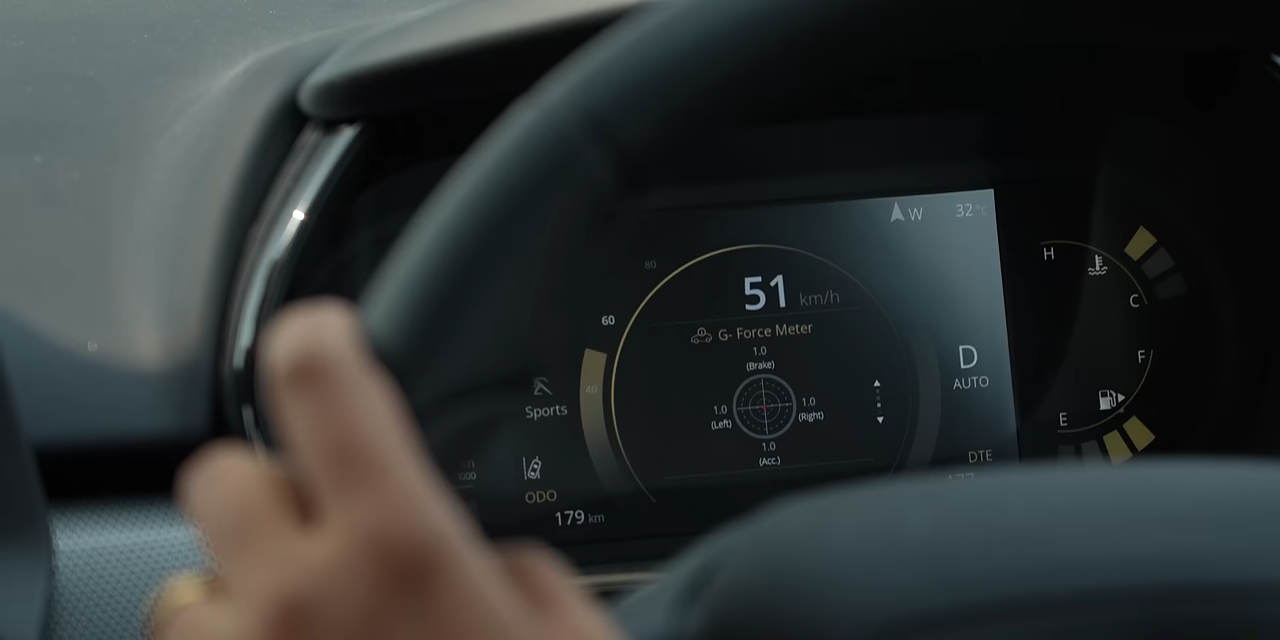 W 32°C
80
51 km/h
60
G- Force Meter
1.0
(Brake)
40
1.0
(Left)
1.0
(Right)
1.0
(Acc.)
Sports
D
AUTO
ODO
179 km
DTE
H
C
F
E